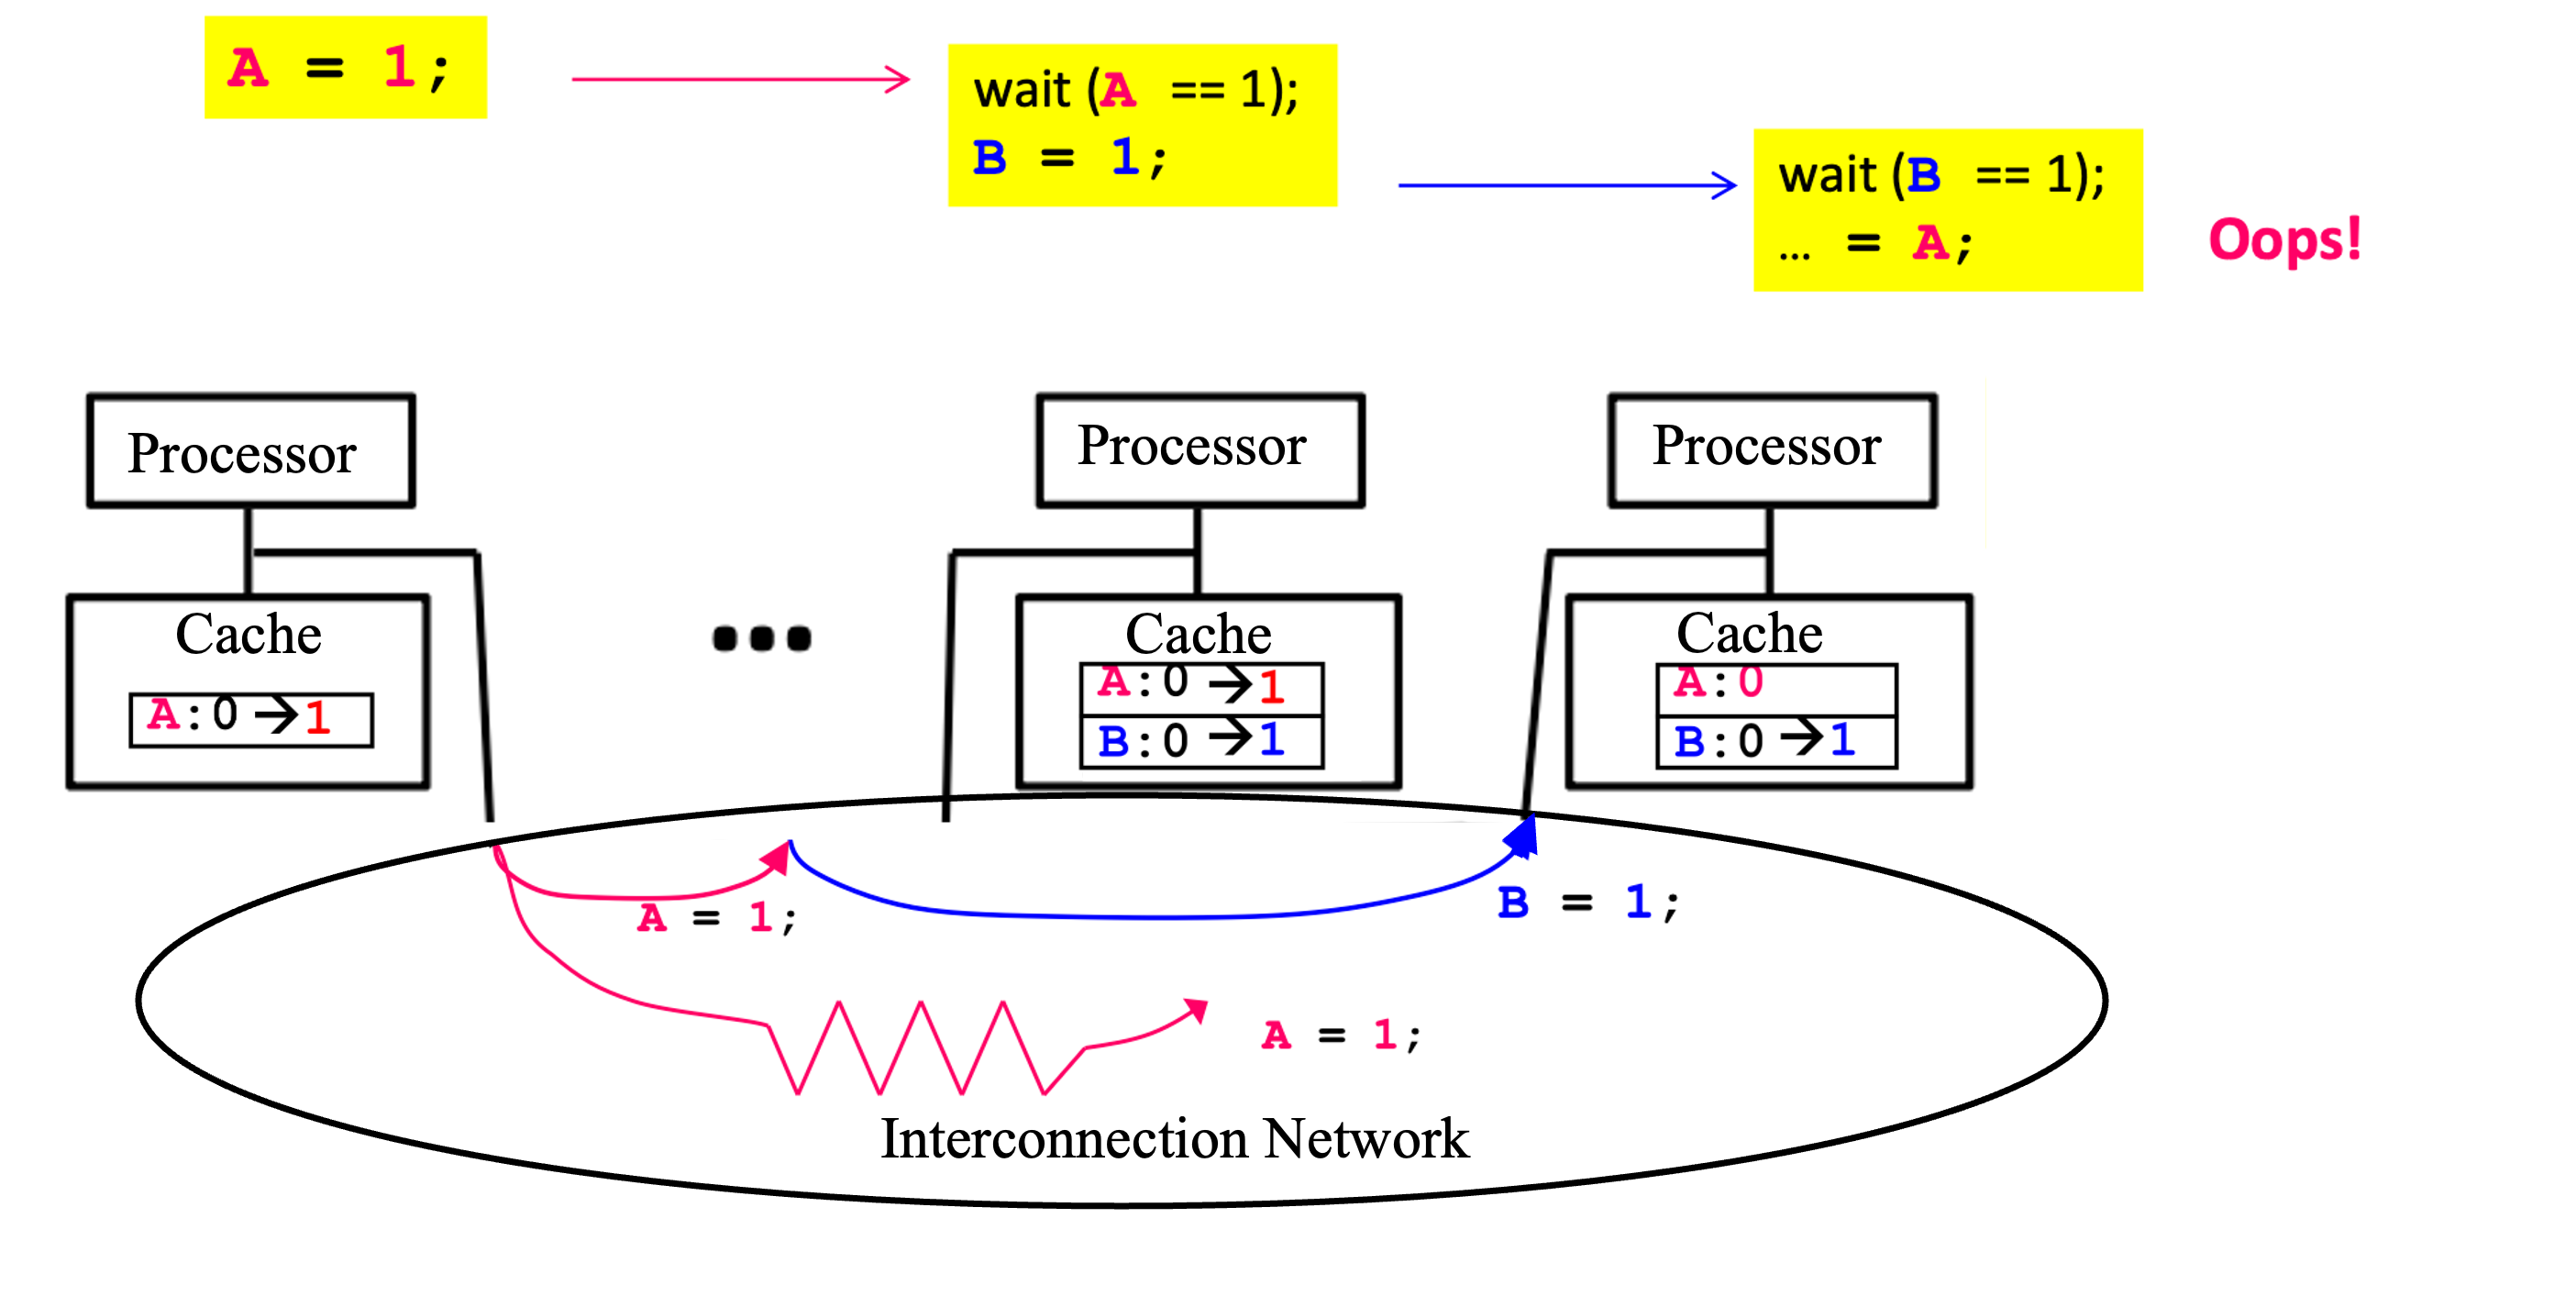 A = 1;
wait (A == 1);
B = 1;
wait (B == 1);
… = A;
Oops!
Processor
Processor
Processor
Cache
A:0→1
Cache
A:0→1
B:0→1
Cache
A:0
B:0→1
A = 1;
B = 1;
A = 1;
Interconnection Network